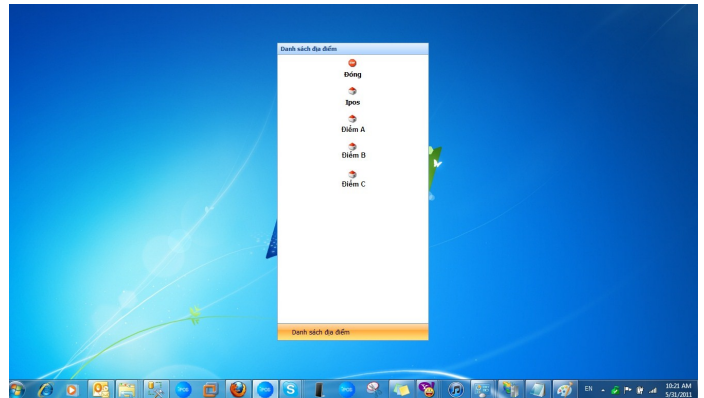 Danh sách địa điểm
Đóng
Ipos
Điểm A
Điểm B
Điểm C
Danh sách địa điểm
EN
10:21 AM
5/31/2011